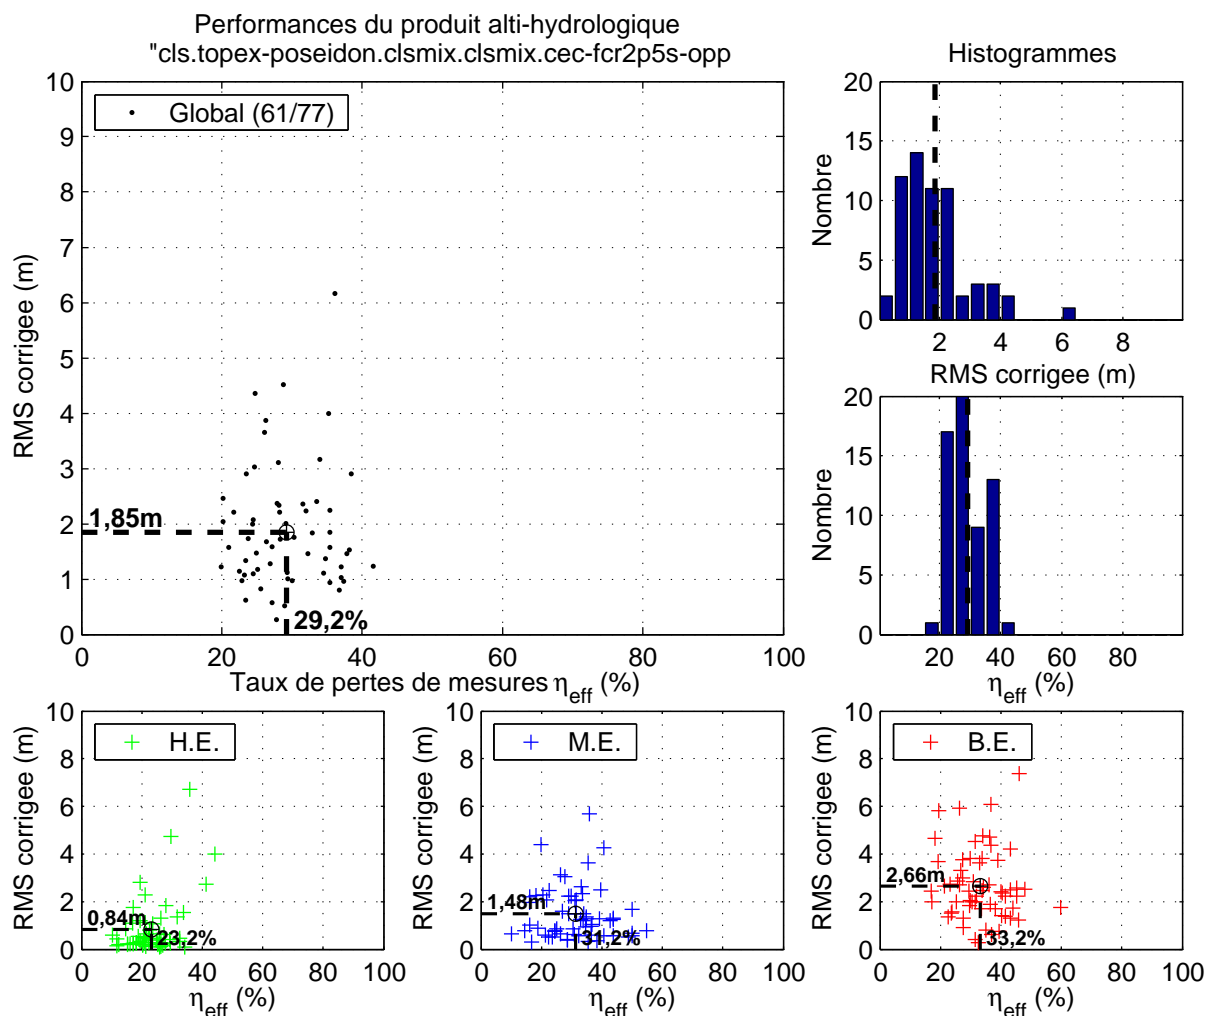 Performances du produit alti-hydrologique
"cls.topex-poseidon.clsmix.clsmix.cec-fcr2p5s-opp
Global (61/77)
10
9
8
7
6
5
4
3
2
1
0
RMS corrigee (m)
1,85m
29,2%
0 20 40 60 80 100
Taux de pertes de mesures ηeff (%)
Histogrammes
20
15
10
5
0
Nombre
2 4 6 8
RMS corrigee (m)
20
15
10
5
0
Nombre
20 40 60 80
ηeff (%)
H.E.
10
8
6
4
2
0
RMS corrigee (m)
0,84m
23,2%
0 20 40 60 80 100
ηeff (%)
M.E.
10
8
6
4
2
0
RMS corrigee (m)
1,48m
31,2%
0 20 40 60 80 100
ηeff (%)
B.E.
10
8
6
4
2
0
RMS corrigee (m)
2,66m
33,2%
0 20 40 60 80 100
ηeff (%)